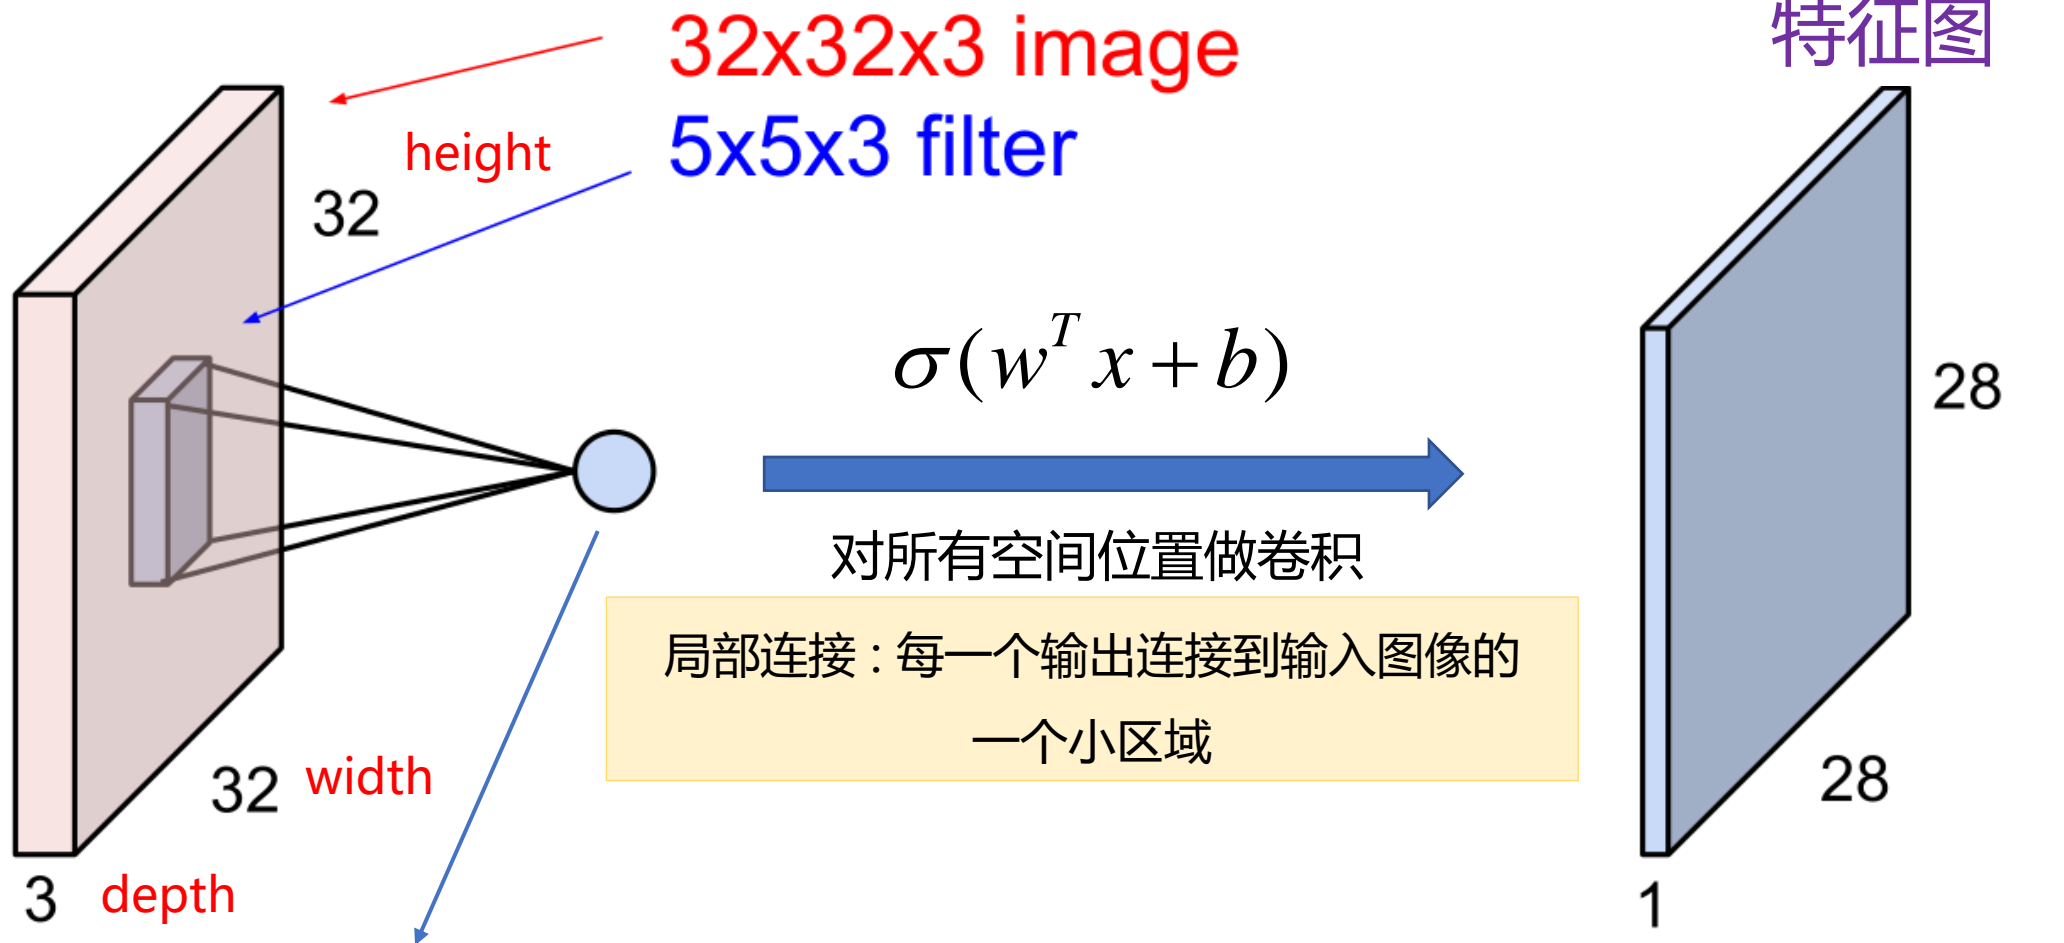 32x32x3 image
特征图
5x5x3 filter
height
32
σ(w^T x + b)
28
对所有空间位置做卷积
局部连接：每一个输出连接到输入图像的
一个小区域
32 width
28
3 depth
1